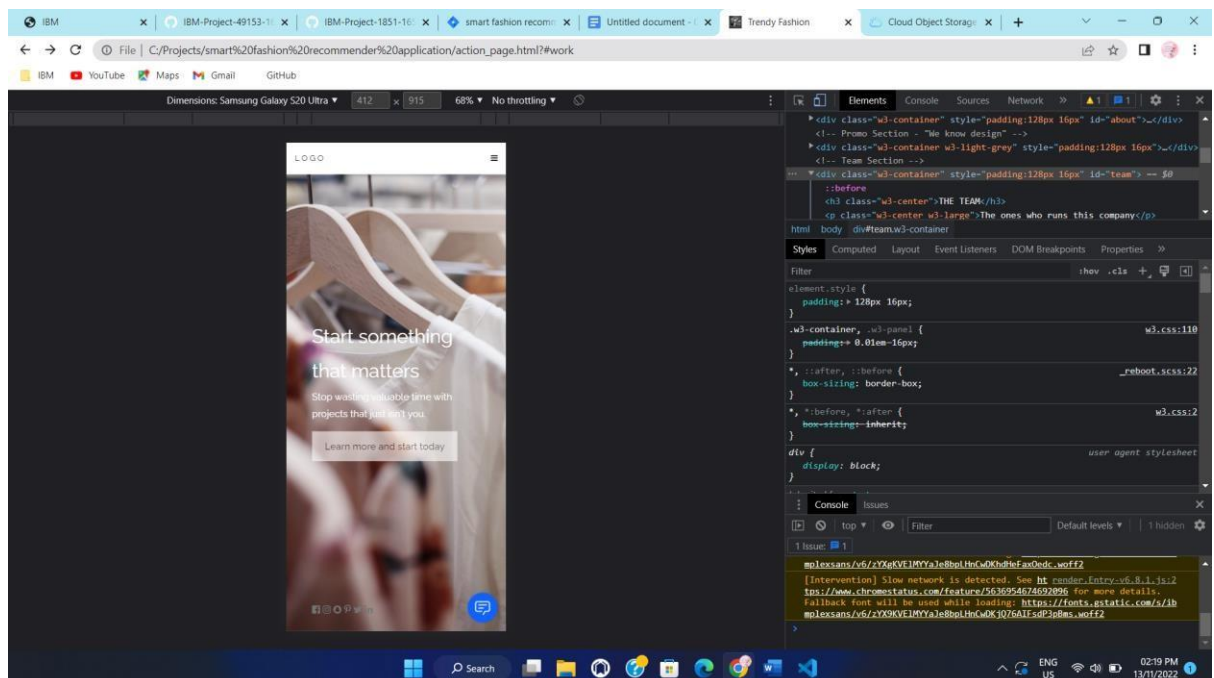 IBM
IBM-Project-49153-1
IBM-Project-1851-16
smart fashion recom
Untitled document -
Trendy Fashion
Cloud Object Storage
File | C:/Projects/smart%20fashion%20recommender%20application/action_page.html?#work
IBM YouTube Maps Gmail GitHub
Dimensions: Samsung Galaxy S20 Ultra ▼ 412 × 915 68% ▼ No throttling ▼
LOGO
Start something
that matters
Stop wasting valuable time with
projects that just isn't you.
Learn more and start today
Elements Console Sources Network » 1 1
<div class="w3-container" style="padding:128px 16px" id="about">…</div>
<!-- Promo Section - "We know design" -->
<div class="w3-container w3-light-grey" style="padding:128px 16px">…</div>
<!-- Team Section -->
<div class="w3-container" style="padding:128px 16px" id="team"> == $0
::before
<h3 class="w3-center">THE TEAM</h3>
<p class="w3-center w3-large">The ones who runs this company</p>
html body div#team.w3-container
Styles Computed Layout Event Listeners DOM Breakpoints Properties »
Filter :hov .cls +
element.style {
padding: 128px 16px;
}
.w3-container, .w3-panel { w3.css:110
padding: 0.01em 16px;
}
*, ::after, ::before { _reboot.scss:22
box-sizing: border-box;
}
*, *:before, *:after { w3.css:2
box-sizing: inherit;
}
div { user agent stylesheet
display: block;
}
Console Issues
top ▼ Filter Default levels ▼ 1 hidden
1 Issue: 1
[Intervention] Slow network is detected. See ht render.Entry-v6.8.1.js:2
tps://www.chromestatus.com/feature/5636954674692096 for more details.
Fallback font will be used while loading: https://fonts.gstatic.com/s/ib
Search
ENG
US
02:19 PM
13/11/2022
1